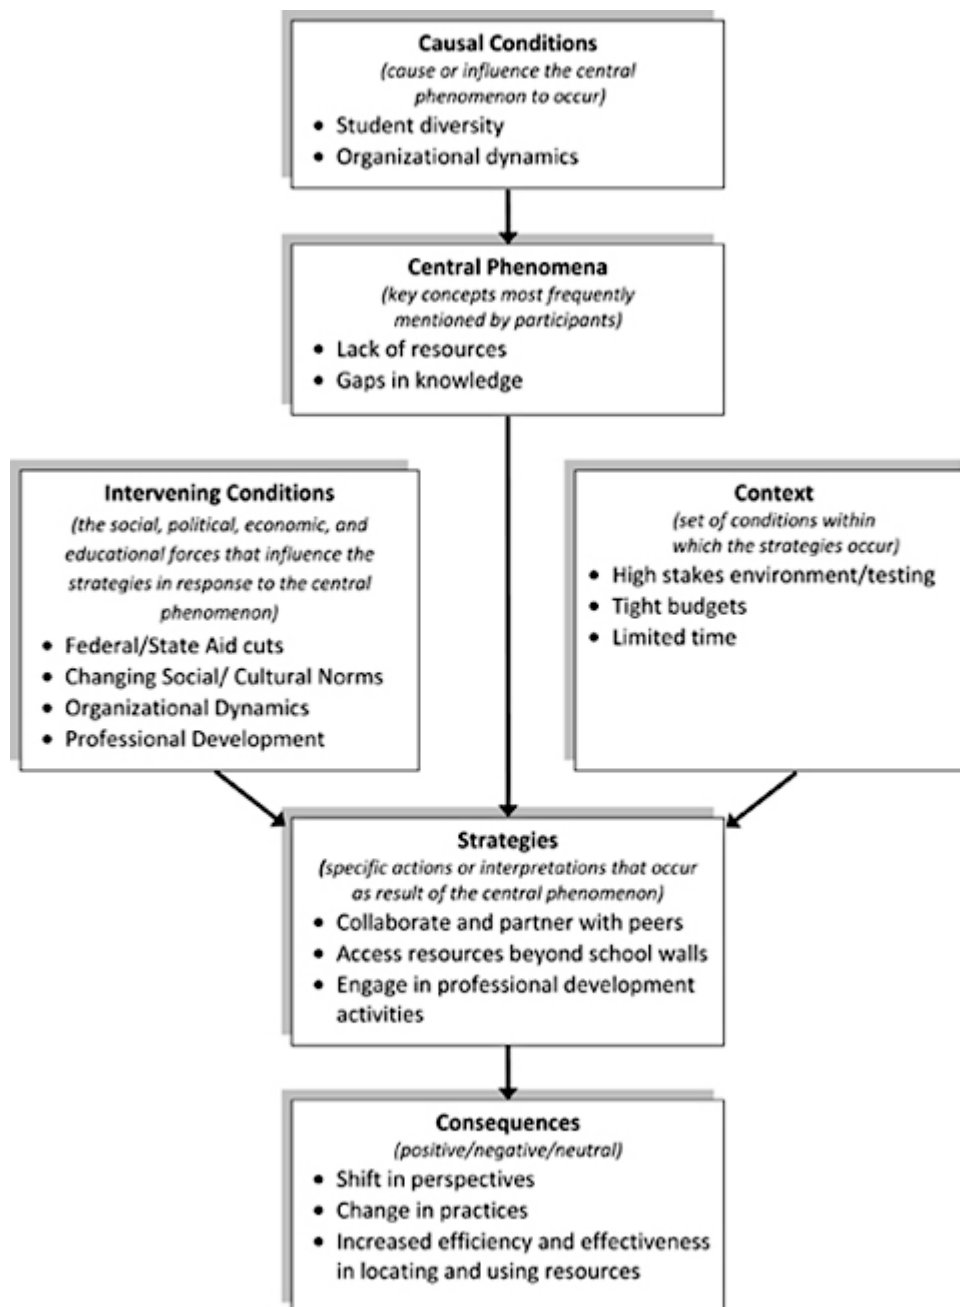 Causal Conditions
(cause or influence the central
phenomenon to occur)
• Student diversity
• Organizational dynamics
Central Phenomena
(key concepts most frequently
mentioned by participants)
• Lack of resources
• Gaps in knowledge
Intervening Conditions
(the social, political, economic, and
educational forces that influence the
strategies in response to the central
phenomenon)
• Federal/State Aid cuts
• Changing Social/ Cultural Norms
• Organizational Dynamics
• Professional Development
Context
(set of conditions within
which the strategies occur)
• High stakes environment/testing
• Tight budgets
• Limited time
Strategies
(specific actions or interpretations that occur
as result of the central phenomenon)
• Collaborate and partner with peers
• Access resources beyond school walls
• Engage in professional development
activities
Consequences
(positive/negative/neutral)
• Shift in perspectives
• Change in practices
• Increased efficiency and effectiveness
in locating and using resources